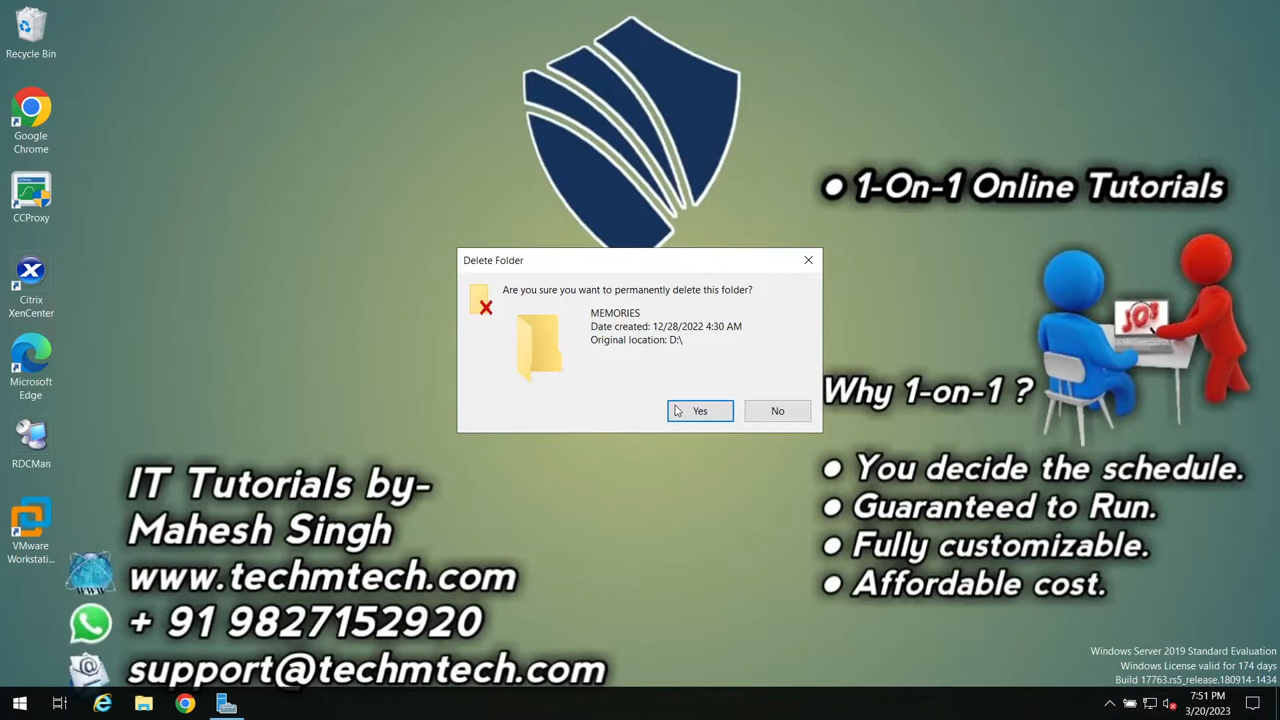 Recycle Bin
Google
Chrome
CCProxy
Citrix
XenCenter
Microsoft
Edge
RDCMan
VMware
Workstati...
Delete Folder
Are you sure you want to permanently delete this folder?
MEMORIES
Date created: 12/28/2022 4:30 AM
Original location: D:\
Yes
No
• 1-On-1 Online Tutorials
JOB
Why 1-on-1 ?
• You decide the schedule.
• Guaranteed to Run.
• Fully customizable.
• Affordable cost.
IT Tutorials by-
Mahesh Singh
WWW
www.techmtech.com
+ 91 9827152920
@
support@techmtech.com
Windows Server 2019 Standard Evaluation
Windows License valid for 174 days
Build 17763.rs5_release.180914-1434
7:51 PM
3/20/2023